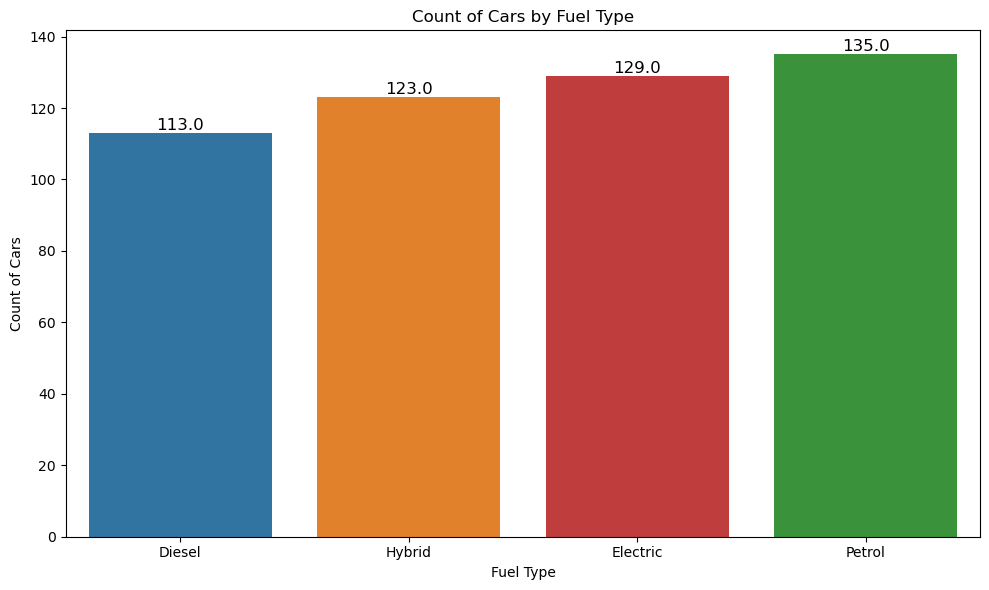 Count of Cars by Fuel Type
Count of Cars
140
120
100
80
60
40
20
0
113.0
123.0
129.0
135.0
Diesel
Hybrid
Electric
Petrol
Fuel Type